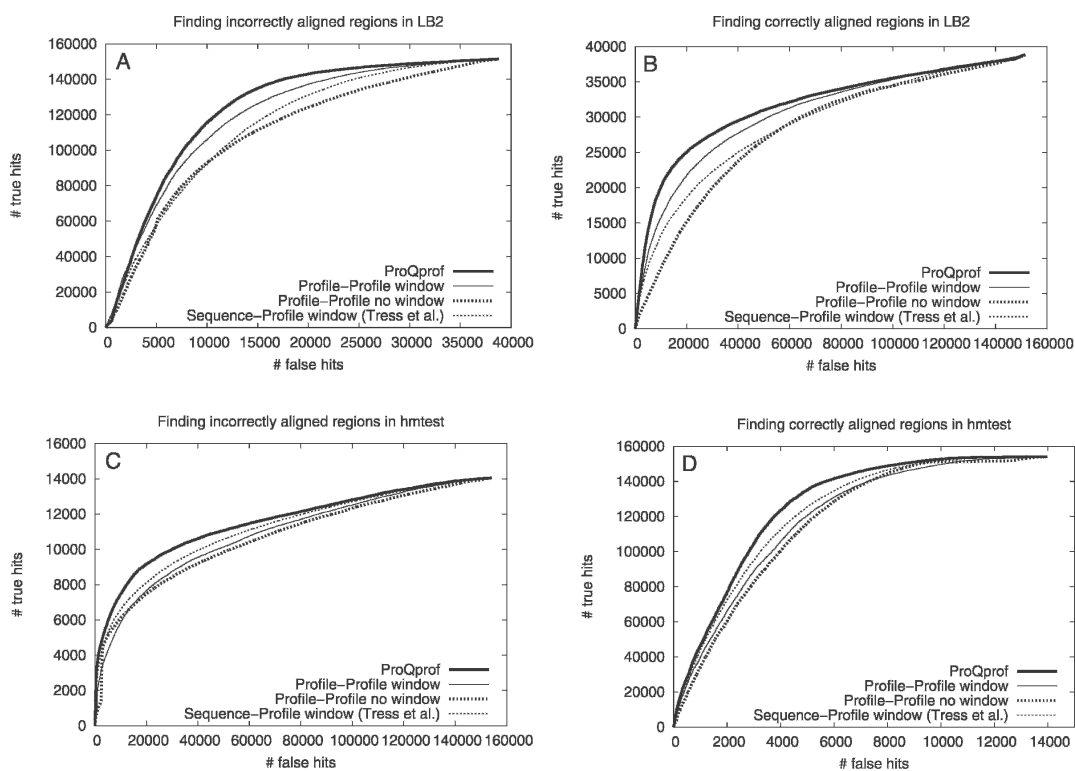 Finding incorrectly aligned regions in LB2
A
160000
140000
120000
100000
80000
60000
40000
20000
0
# true hits
ProQprof
Profile–Profile window
Profile–Profile no window
Sequence–Profile window (Tress et al.)
0 5000 10000 15000 20000 25000 30000 35000 40000
# false hits
Finding correctly aligned regions in LB2
B
40000
35000
30000
25000
20000
15000
10000
5000
0
# true hits
ProQprof
Profile–Profile window
Profile–Profile no window
Sequence–Profile window (Tress et al.)
0 20000 40000 60000 80000 100000 120000 140000 160000
# false hits
Finding incorrectly aligned regions in hmtest
C
16000
14000
12000
10000
8000
6000
4000
2000
0
# true hits
ProQprof
Profile–Profile window
Profile–Profile no window
Sequence–Profile window (Tress et al.)
0 20000 40000 60000 80000 100000 120000 140000 160000
# false hits
Finding correctly aligned regions in hmtest
D
160000
140000
120000
100000
80000
60000
40000
20000
0
# true hits
ProQprof
Profile–Profile window
Profile–Profile no window
Sequence–Profile window (Tress et al.)
0 2000 4000 6000 8000 10000 12000 14000
# false hits